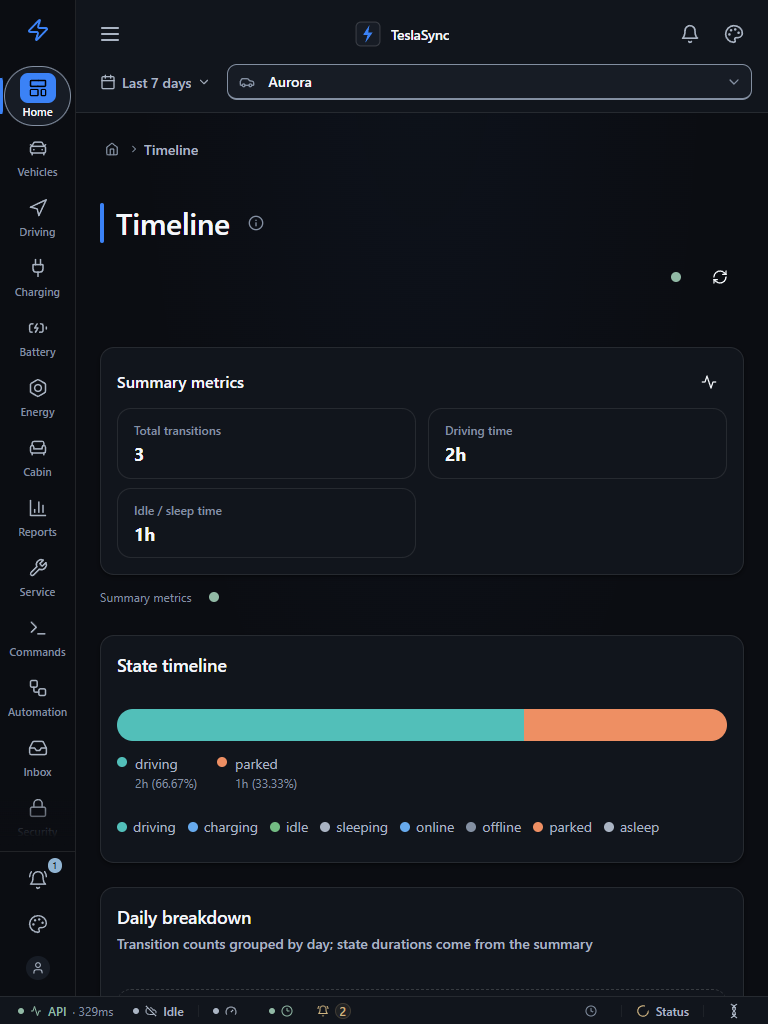 TeslaSync
Last 7 days
Aurora
Home
Vehicles
Driving
Charging
Battery
Energy
Cabin
Reports
Service
Commands
Automation
Inbox
Security
1
Timeline
Timeline
Summary metrics
Total transitions
3
Driving time
2h
Idle / sleep time
1h
Summary metrics
State timeline
driving
2h (66.67%)
parked
1h (33.33%)
driving charging idle sleeping online offline parked asleep
Daily breakdown
Transition counts grouped by day; state durations come from the summary
API · 329ms
Idle
2
Status